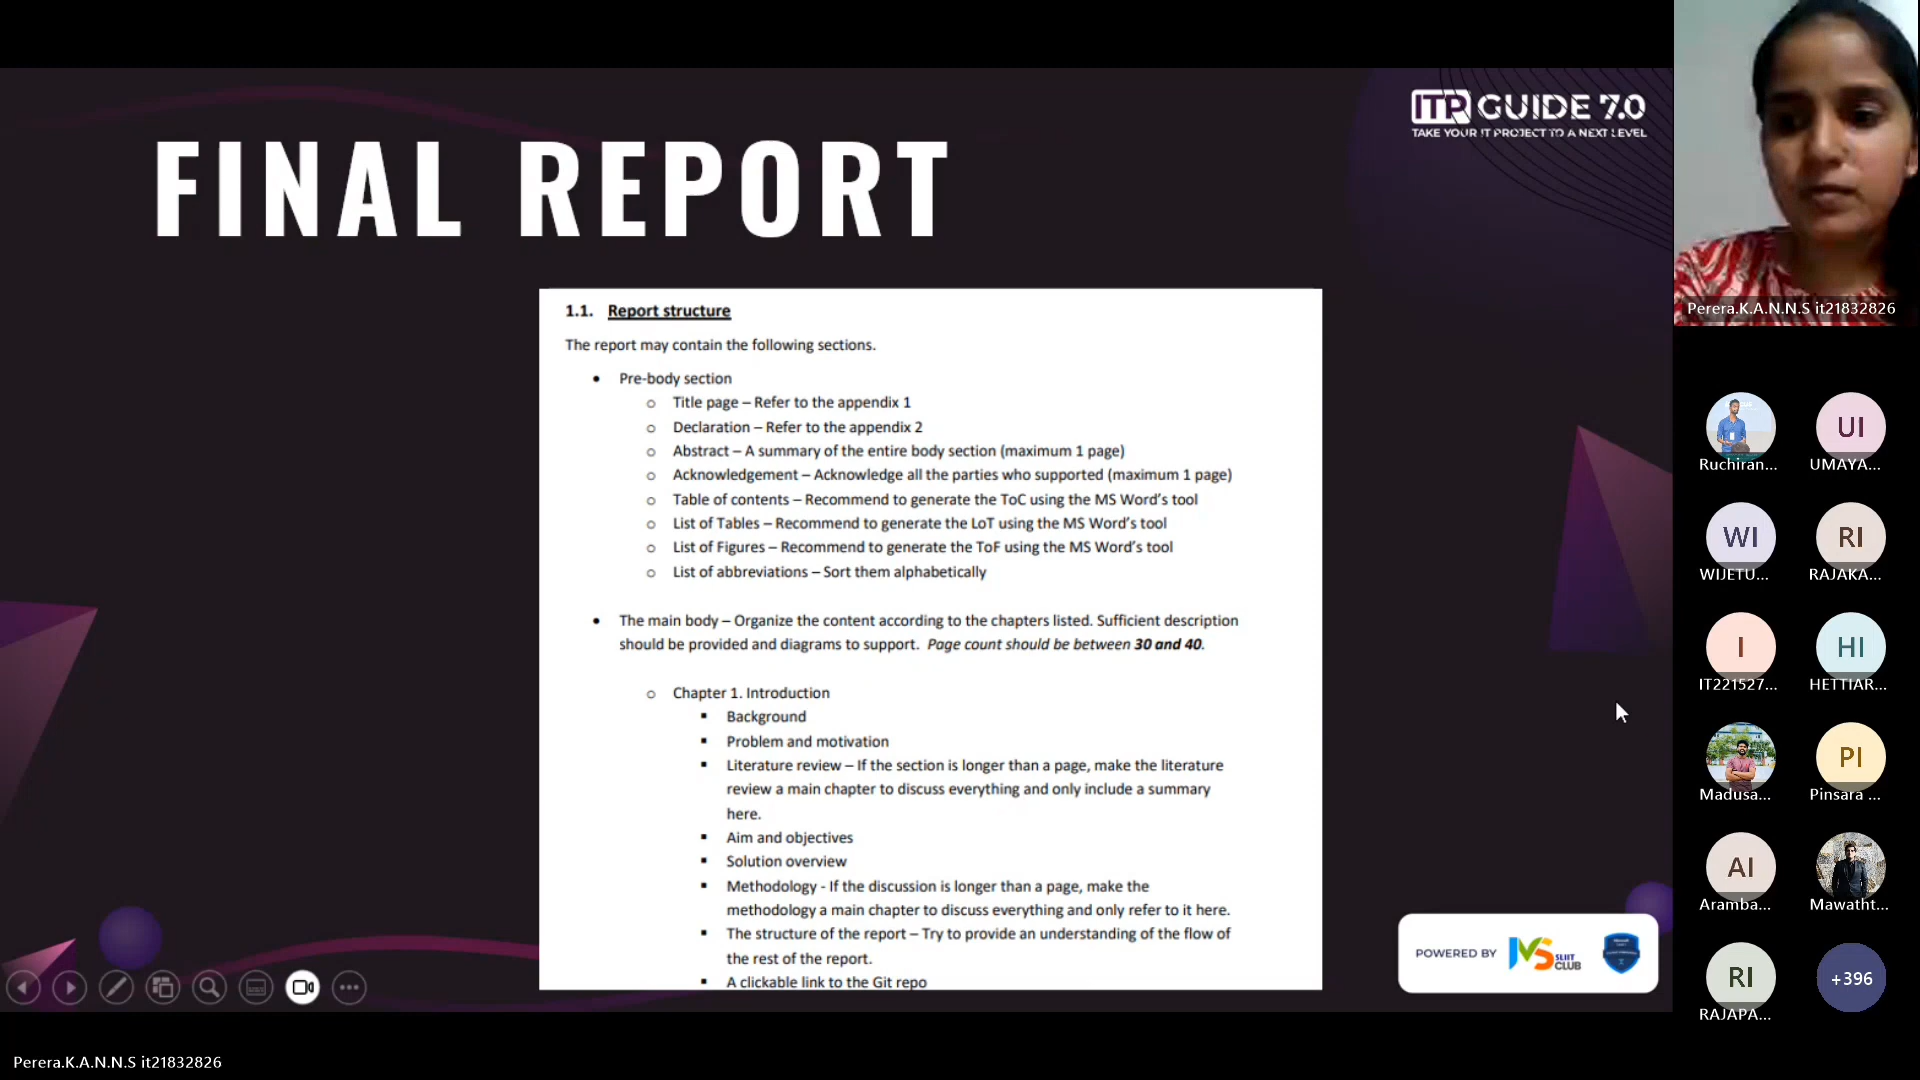 ITP GUIDE 7.0
TAKE YOUR IT PROJECT TO A NEXT LEVEL
FINAL REPORT
1.1. Report structure
The report may contain the following sections.
• Pre-body section
o Title page – Refer to the appendix 1
o Declaration – Refer to the appendix 2
o Abstract – A summary of the entire body section (maximum 1 page)
o Acknowledgement – Acknowledge all the parties who supported (maximum 1 page)
o Table of contents – Recommend to generate the ToC using the MS Word's tool
o List of Tables – Recommend to generate the LoT using the MS Word's tool
o List of Figures – Recommend to generate the ToF using the MS Word's tool
o List of abbreviations – Sort them alphabetically
• The main body – Organize the content according to the chapters listed. Sufficient description
should be provided and diagrams to support. Page count should be between 30 and 40.
o Chapter 1. Introduction
▪ Background
▪ Problem and motivation
▪ Literature review – If the section is longer than a page, make the literature
review a main chapter to discuss everything and only include a summary
here.
▪ Aim and objectives
▪ Solution overview
▪ Methodology - If the discussion is longer than a page, make the
methodology a main chapter to discuss everything and only refer to it here.
▪ The structure of the report – Try to provide an understanding of the flow of
the rest of the report.
▪ A clickable link to the Git repo
POWERED BY MS SLIIT CLUB
Perera.K.A.N.N.S it21832826
Perera.K.A.N.N.S it21832826
Ruchiran...
UI
UMAYA...
WI
WIJETU...
RI
RAJAKA...
I
IT221527...
HI
HETTIAR...
Madusa...
PI
Pinsara ...
AI
Aramba...
Mawatht...
RI
RAJAPA...
+396